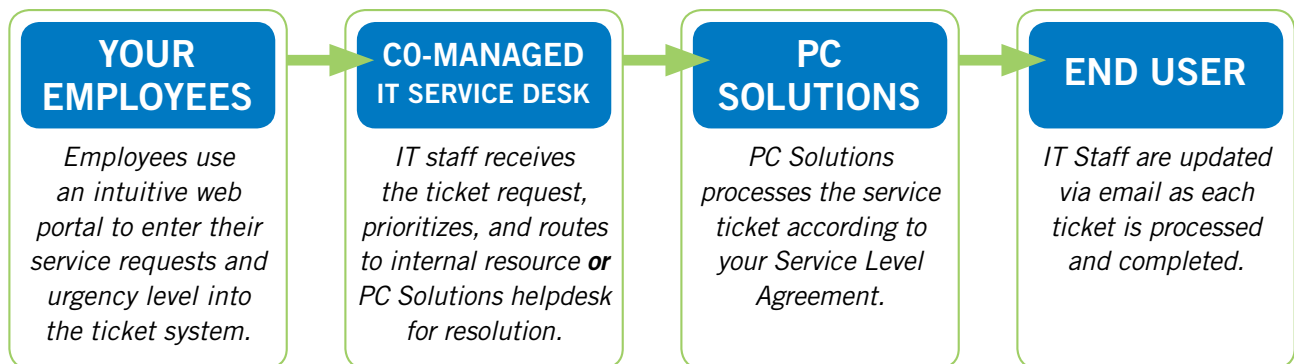 YOUR
EMPLOYEES
Employees use
an intuitive web
portal to enter their
service requests and
urgency level into
the ticket system.
CO-MANAGED
IT SERVICE DESK
IT staff receives
the ticket request,
prioritizes, and routes
to internal resource or
PC Solutions helpdesk
for resolution.
PC
SOLUTIONS
PC Solutions
processes the service
ticket according to
your Service Level
Agreement.
END USER
IT Staff are updated
via email as each
ticket is processed
and completed.